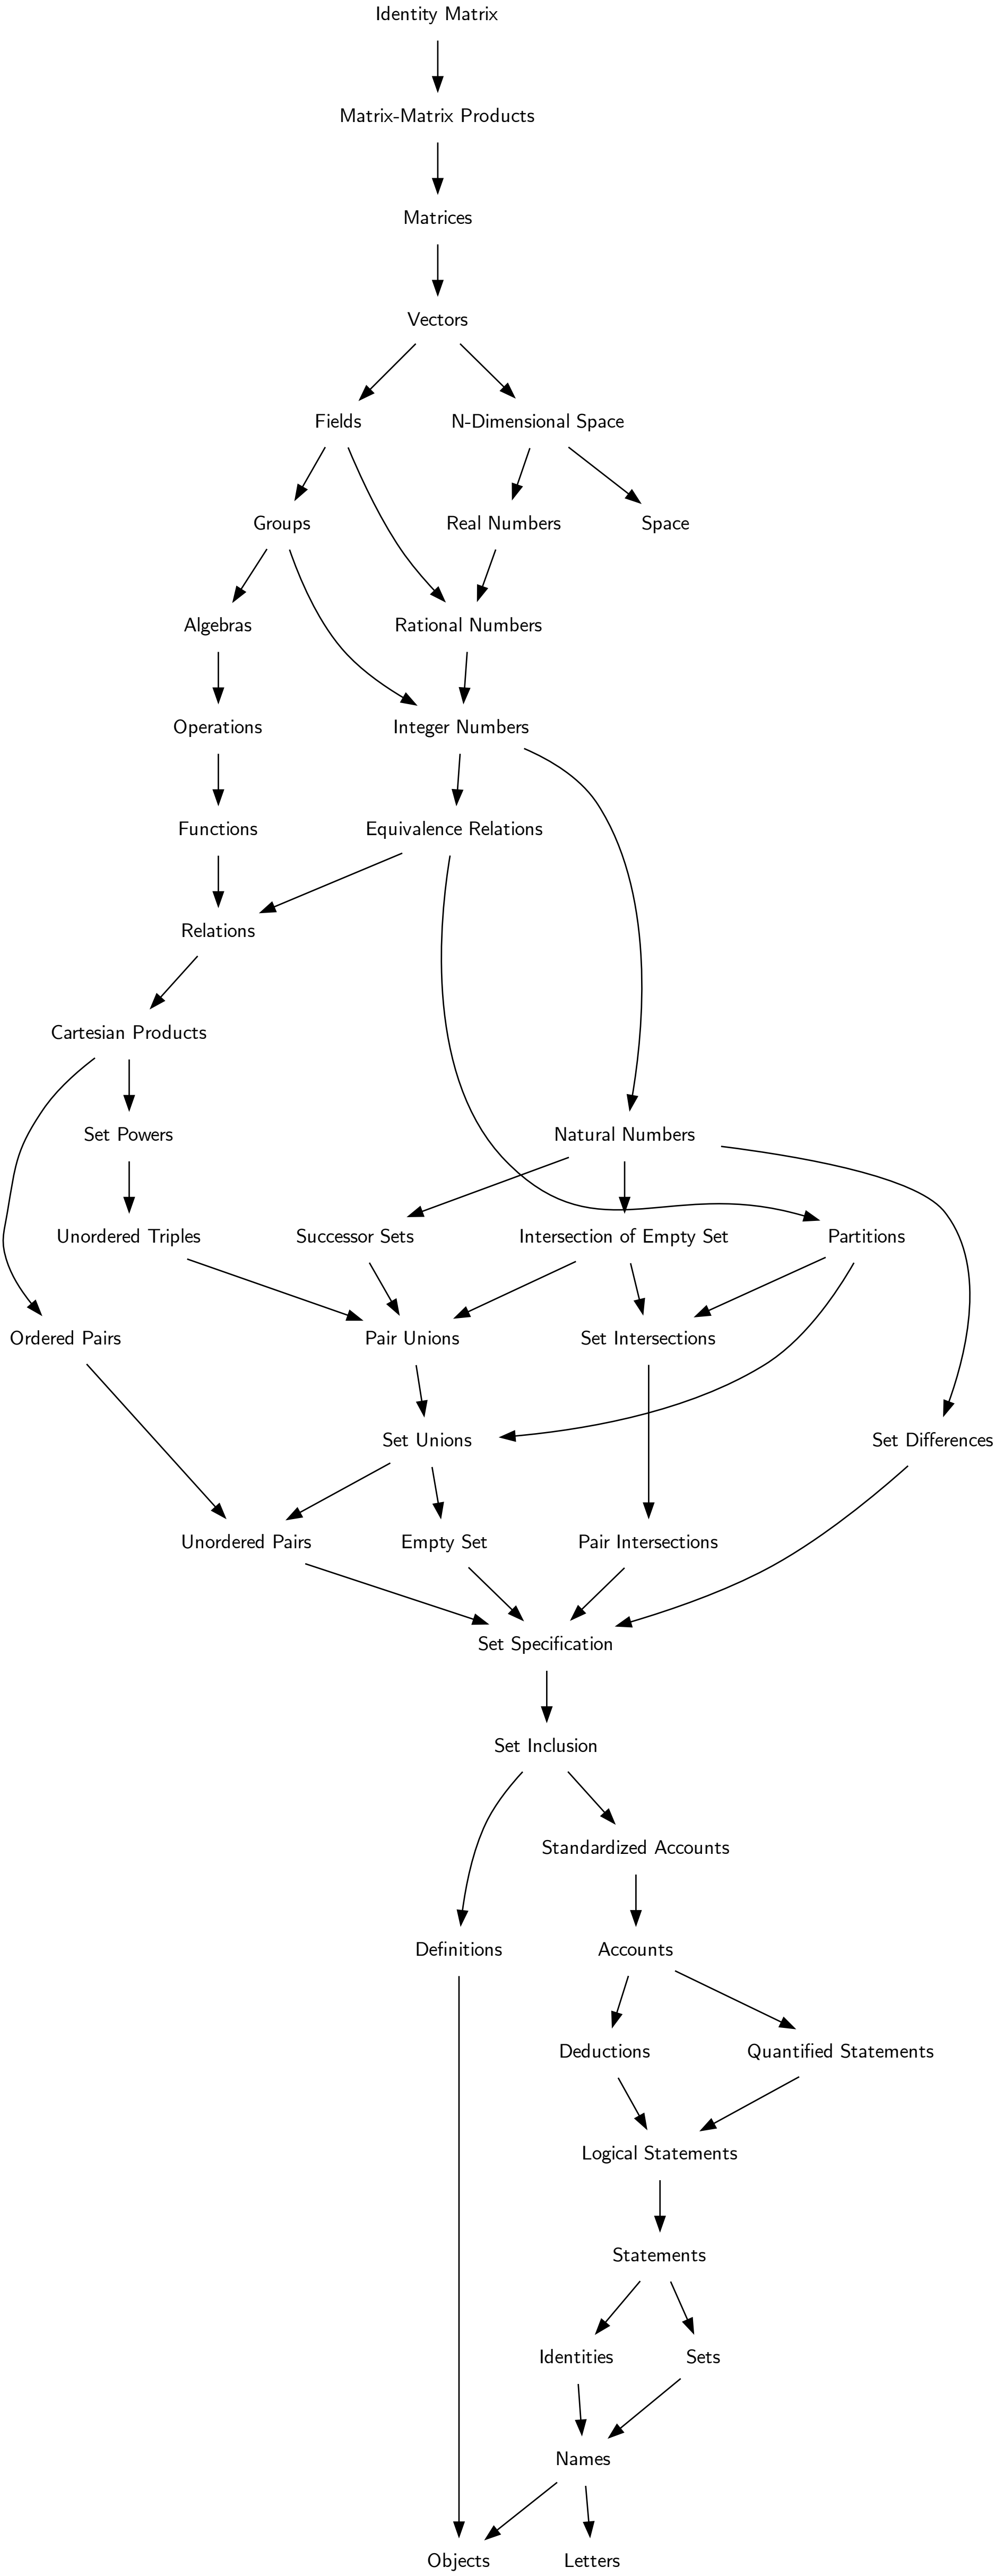 Identity Matrix
Matrix-Matrix Products
Matrices
Vectors
Fields
N-Dimensional Space
Groups
Real Numbers
Space
Algebras
Rational Numbers
Operations
Integer Numbers
Functions
Equivalence Relations
Relations
Cartesian Products
Set Powers
Natural Numbers
Unordered Triples
Successor Sets
Intersection of Empty Set
Partitions
Ordered Pairs
Pair Unions
Set Intersections
Set Unions
Set Differences
Unordered Pairs
Empty Set
Pair Intersections
Set Specification
Set Inclusion
Standardized Accounts
Definitions
Accounts
Deductions
Quantified Statements
Logical Statements
Statements
Identities
Sets
Names
Objects
Letters